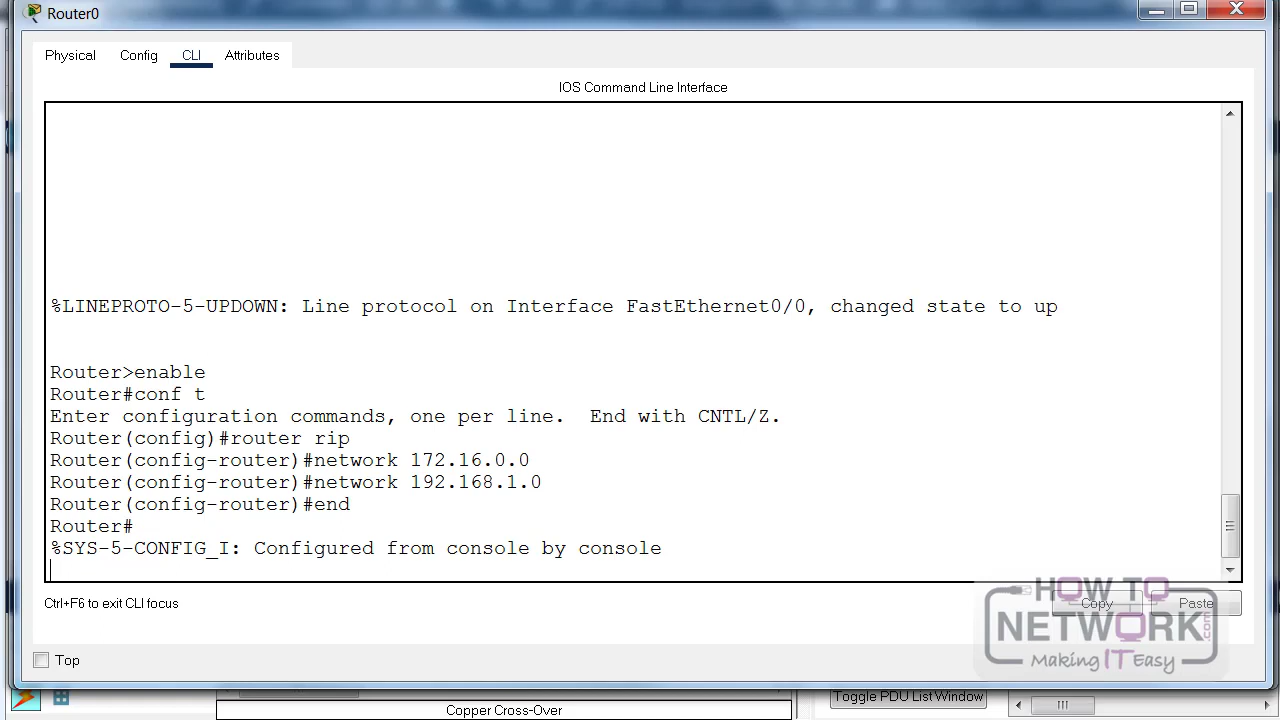 Router0
Physical Config CLI Attributes
IOS Command Line Interface
%LINEPROTO-5-UPDOWN: Line protocol on Interface FastEthernet0/0, changed state to up
Router>enable
Router#conf t
Enter configuration commands, one per line.  End with CNTL/Z.
Router(config)#router rip
Router(config-router)#network 172.16.0.0
Router(config-router)#network 192.168.1.0
Router(config-router)#end
Router#
%SYS-5-CONFIG_I: Configured from console by console
Ctrl+F6 to exit CLI focus
Copy Paste
HOW TO
NETWORK.com
Making IT Easy
Top
Toggle PDU List Window
Copper Cross-Over